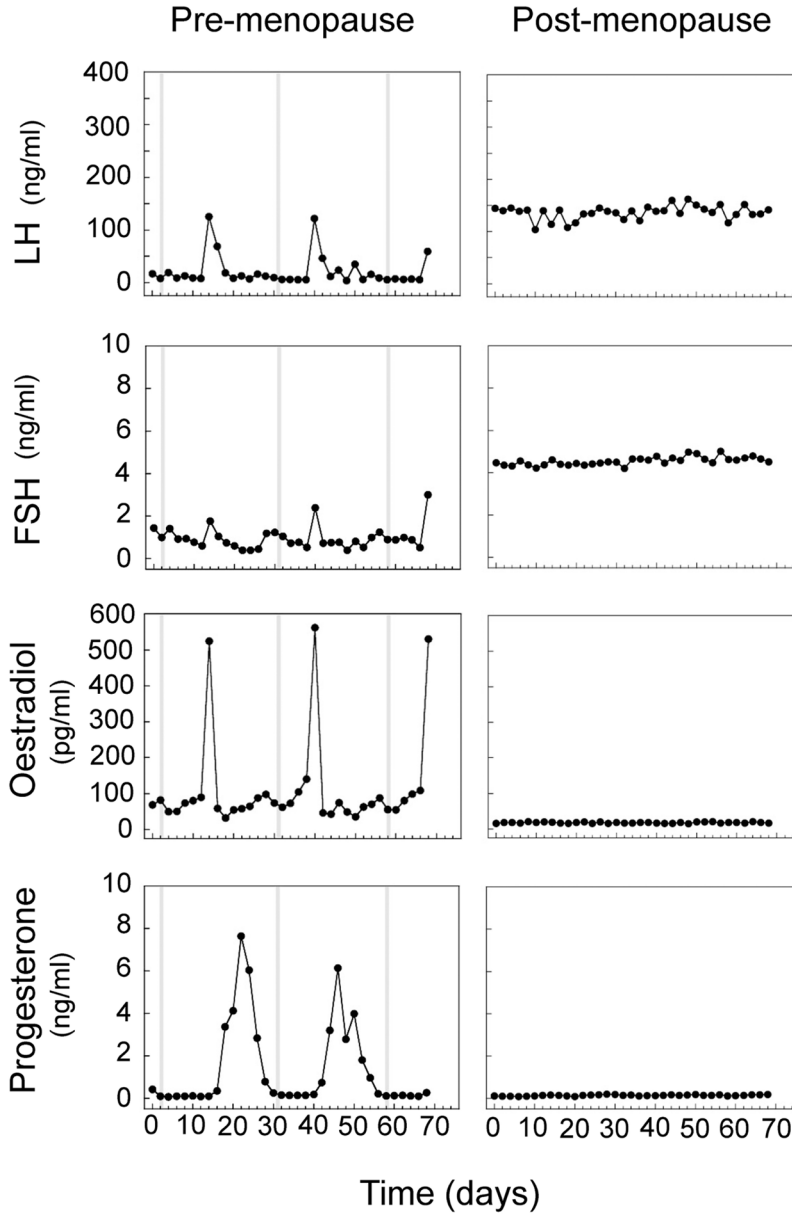 Pre-menopause
Post-menopause
LH (ng/ml)
400
300
200
100
0
FSH (ng/ml)
10
8
6
4
2
0
Oestradiol
(pg/ml)
600
500
400
300
200
100
0
Progesterone
(ng/ml)
10
8
6
4
2
0
0 10 20 30 40 50 60 70
0 10 20 30 40 50 60 70
Time (days)